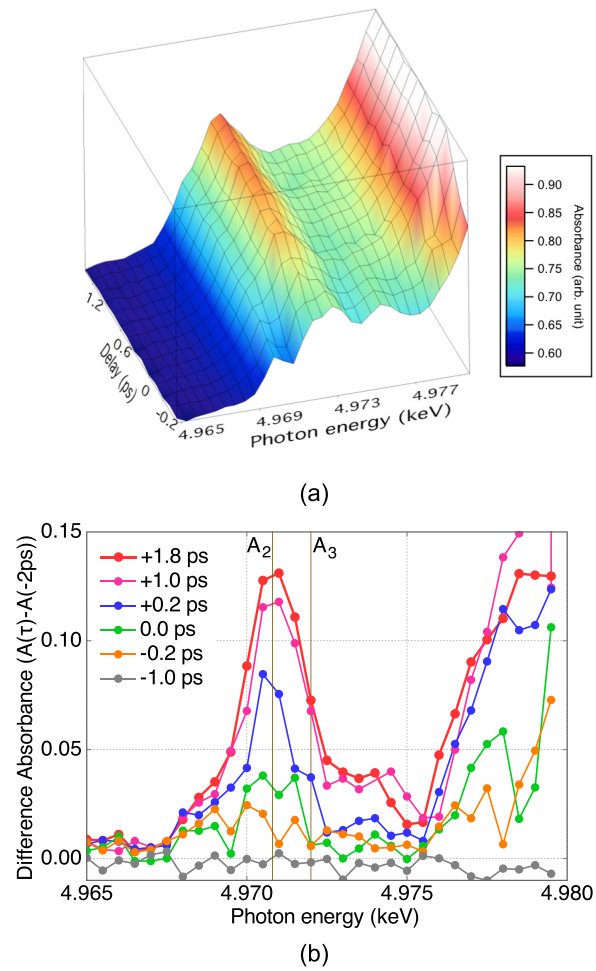 0.90
0.85
0.80
0.75
0.70
0.65
0.60
Absorbance (arb. unit)
1.2
0.6
0
-0.2
Delay (ps)
4.965
4.969
4.973
4.977
Photon energy (keV)
(a)
0.15
0.10
0.05
0.00
Difference Absorbance (A(τ)-A(-2ps))
A2
A3
+1.8 ps
+1.0 ps
+0.2 ps
0.0 ps
-0.2 ps
-1.0 ps
4.965
4.970
4.975
4.980
Photon energy (keV)
(b)